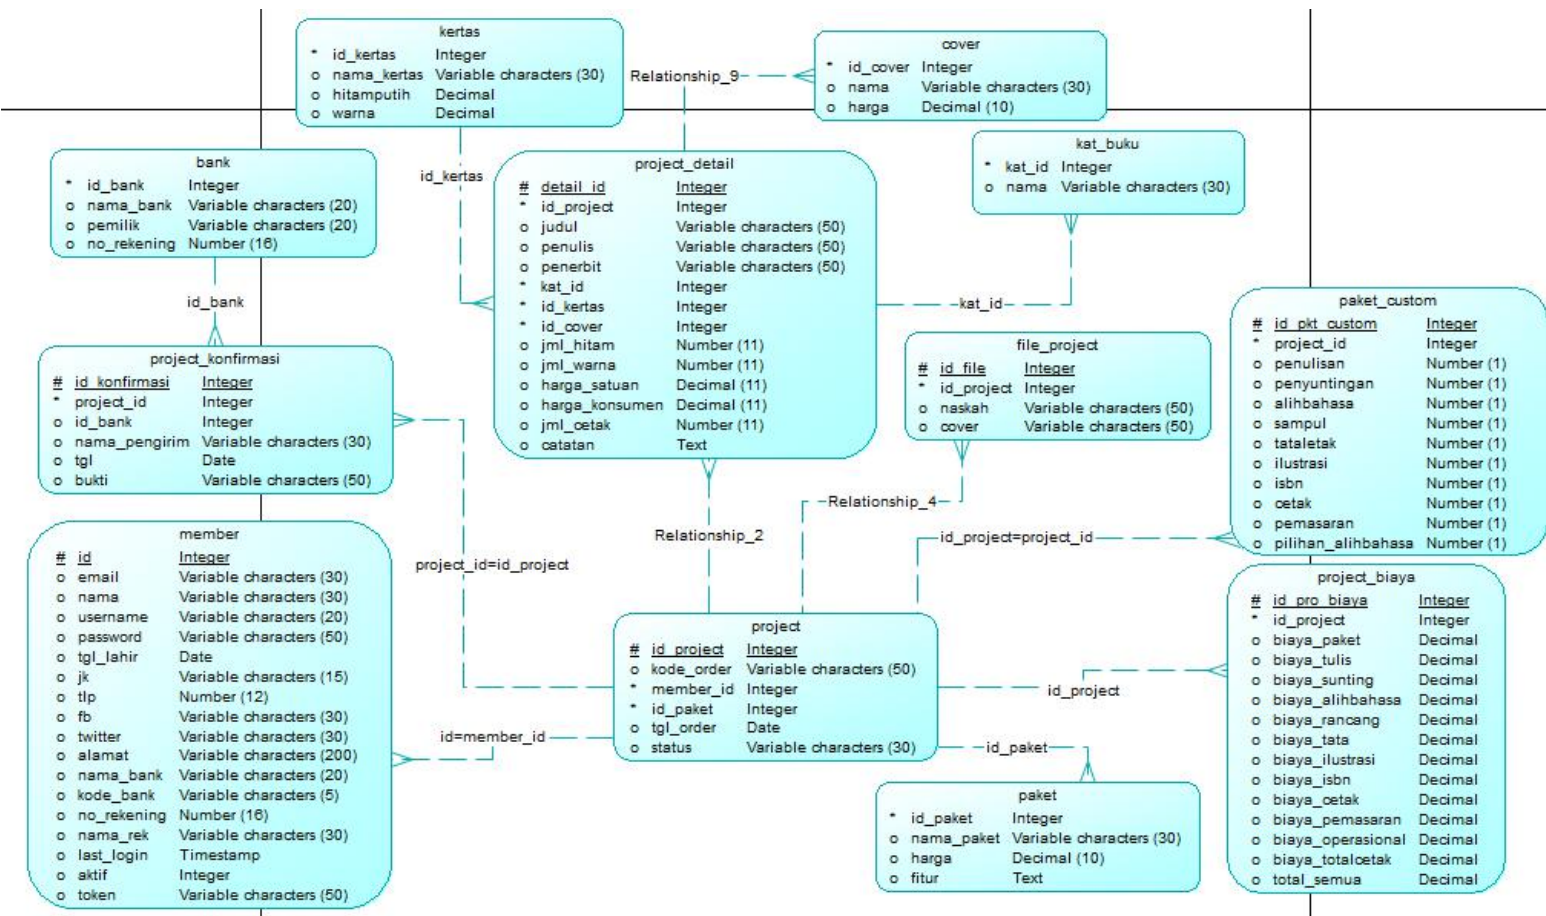 kertas
* id_kertas Integer
o nama_kertas Variable characters (30)
o hitamputih Decimal
o warna Decimal
Relationship_9
cover
* id_cover Integer
o nama Variable characters (30)
o harga Decimal (10)
kat_buku
* kat_id Integer
o nama Variable characters (30)
bank
* id_bank Integer
o nama_bank Variable characters (20)
o pemilik Variable characters (20)
o no_rekening Number (16)
id_kertas
project_detail
# detail_id Integer
* id_project Integer
o judul Variable characters (50)
o penulis Variable characters (50)
o penerbit Variable characters (50)
* kat_id Integer
* id_kertas Integer
* id_cover Integer
o jml_hitam Number (11)
o jml_warna Number (11)
o harga_satuan Decimal (11)
o harga_konsumen Decimal (11)
o jml_cetak Number (11)
o catatan Text
id_bank
kat_id
paket_custom
# id_pkt_custom Integer
* project_id Integer
o penulisan Number (1)
o penyuntingan Number (1)
o alihbahasa Number (1)
o sampul Number (1)
o tataletak Number (1)
o ilustrasi Number (1)
o isbn Number (1)
o cetak Number (1)
o pemasaran Number (1)
o pilihan_alihbahasa Number (1)
project_konfirmasi
# id_konfirmasi Integer
* project_id Integer
o id_bank Integer
o nama_pengirim Variable characters (30)
o tgl Date
o bukti Variable characters (50)
file_project
# id_file Integer
* id_project Integer
o naskah Variable characters (50)
o cover Variable characters (50)
Relationship_4
Relationship_2
id_project=project_id
project_id=id_project
member
# id Integer
o email Variable characters (30)
o nama Variable characters (30)
o username Variable characters (20)
o password Variable characters (50)
o tgl_lahir Date
o jk Variable characters (15)
o tlp Number (12)
o fb Variable characters (30)
o twitter Variable characters (30)
o alamat Variable characters (200)
o nama_bank Variable characters (20)
o kode_bank Variable characters (5)
o no_rekening Number (16)
o nama_rek Variable characters (30)
o last_login Timestamp
o aktif Integer
o token Variable characters (50)
id=member_id
project
# id_project Integer
o kode_order Variable characters (50)
* member_id Integer
* id_paket Integer
o tgl_order Date
o status Variable characters (30)
id_project
id_paket
project_biaya
# id_pro_biaya Integer
* id_project Integer
o biaya_paket Decimal
o biaya_tulis Decimal
o biaya_sunting Decimal
o biaya_alihbahasa Decimal
o biaya_rancang Decimal
o biaya_tata Decimal
o biaya_ilustrasi Decimal
o biaya_isbn Decimal
o biaya_cetak Decimal
o biaya_pemasaran Decimal
o biaya_operasional Decimal
o biaya_totalcetak Decimal
o total_semua Decimal
paket
* id_paket Integer
o nama_paket Variable characters (30)
o harga Decimal (10)
o fitur Text